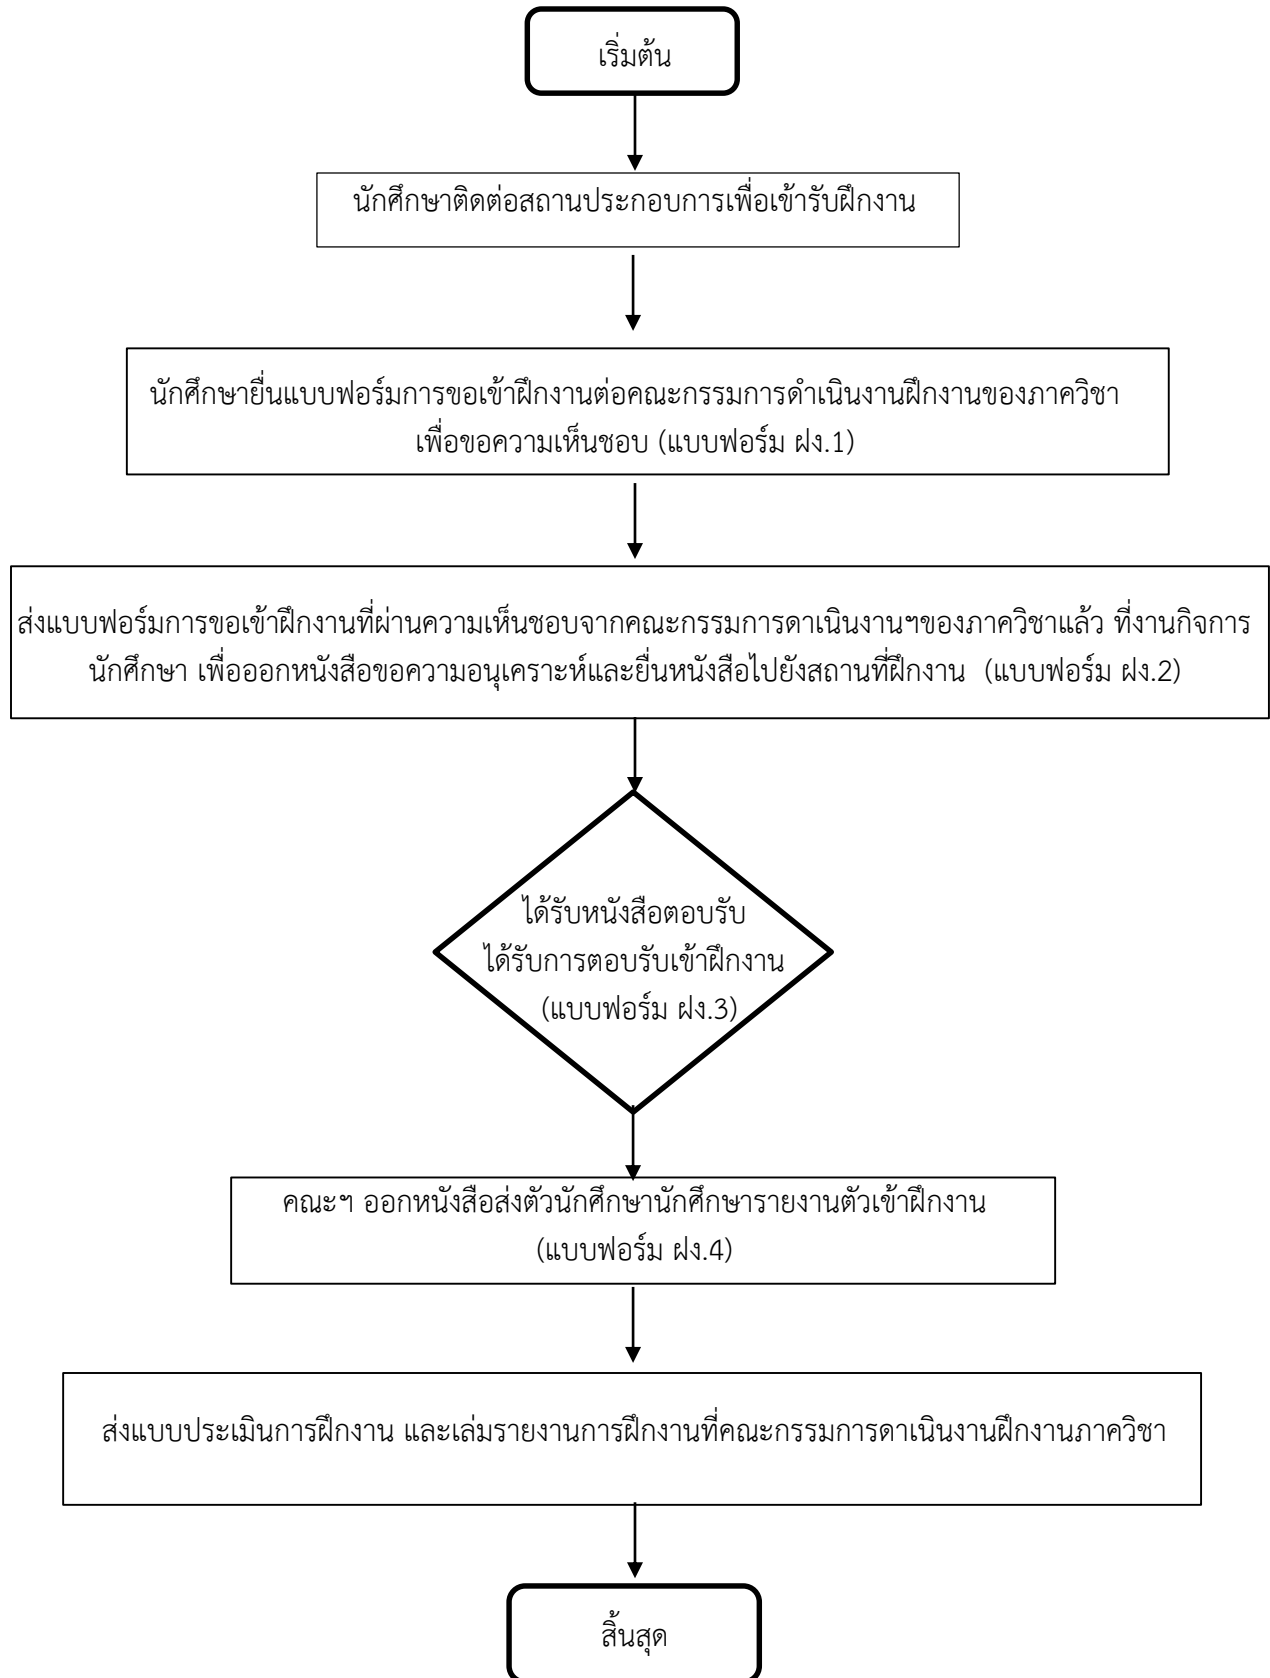 เริ่มต้น
นักศึกษาติดต่อสถานประกอบการเพื่อเข้ารับฝึกงาน
นักศึกษายื่นแบบฟอร์มการขอเข้าฝึกงานต่อคณะกรรมการดำเนินงานฝึกงานของภาควิชา
เพื่อขอความเห็นชอบ (แบบฟอร์ม ฝง.1)
ส่งแบบฟอร์มการขอเข้าฝึกงานที่ผ่านความเห็นชอบจากคณะกรรมการดาเนินงานฯของภาควิชาแล้ว ที่งานกิจการ
นักศึกษา เพื่อออกหนังสือขอความอนุเคราะห์และยื่นหนังสือไปยังสถานที่ฝึกงาน (แบบฟอร์ม ฝง.2)
ได้รับหนังสือตอบรับ
ได้รับการตอบรับเข้าฝึกงาน
(แบบฟอร์ม ฝง.3)
คณะฯ ออกหนังสือส่งตัวนักศึกษานักศึกษารายงานตัวเข้าฝึกงาน
(แบบฟอร์ม ฝง.4)
ส่งแบบประเมินการฝึกงาน และเล่มรายงานการฝึกงานที่คณะกรรมการดาเนินงานฝึกงานภาควิชา
สิ้นสุด